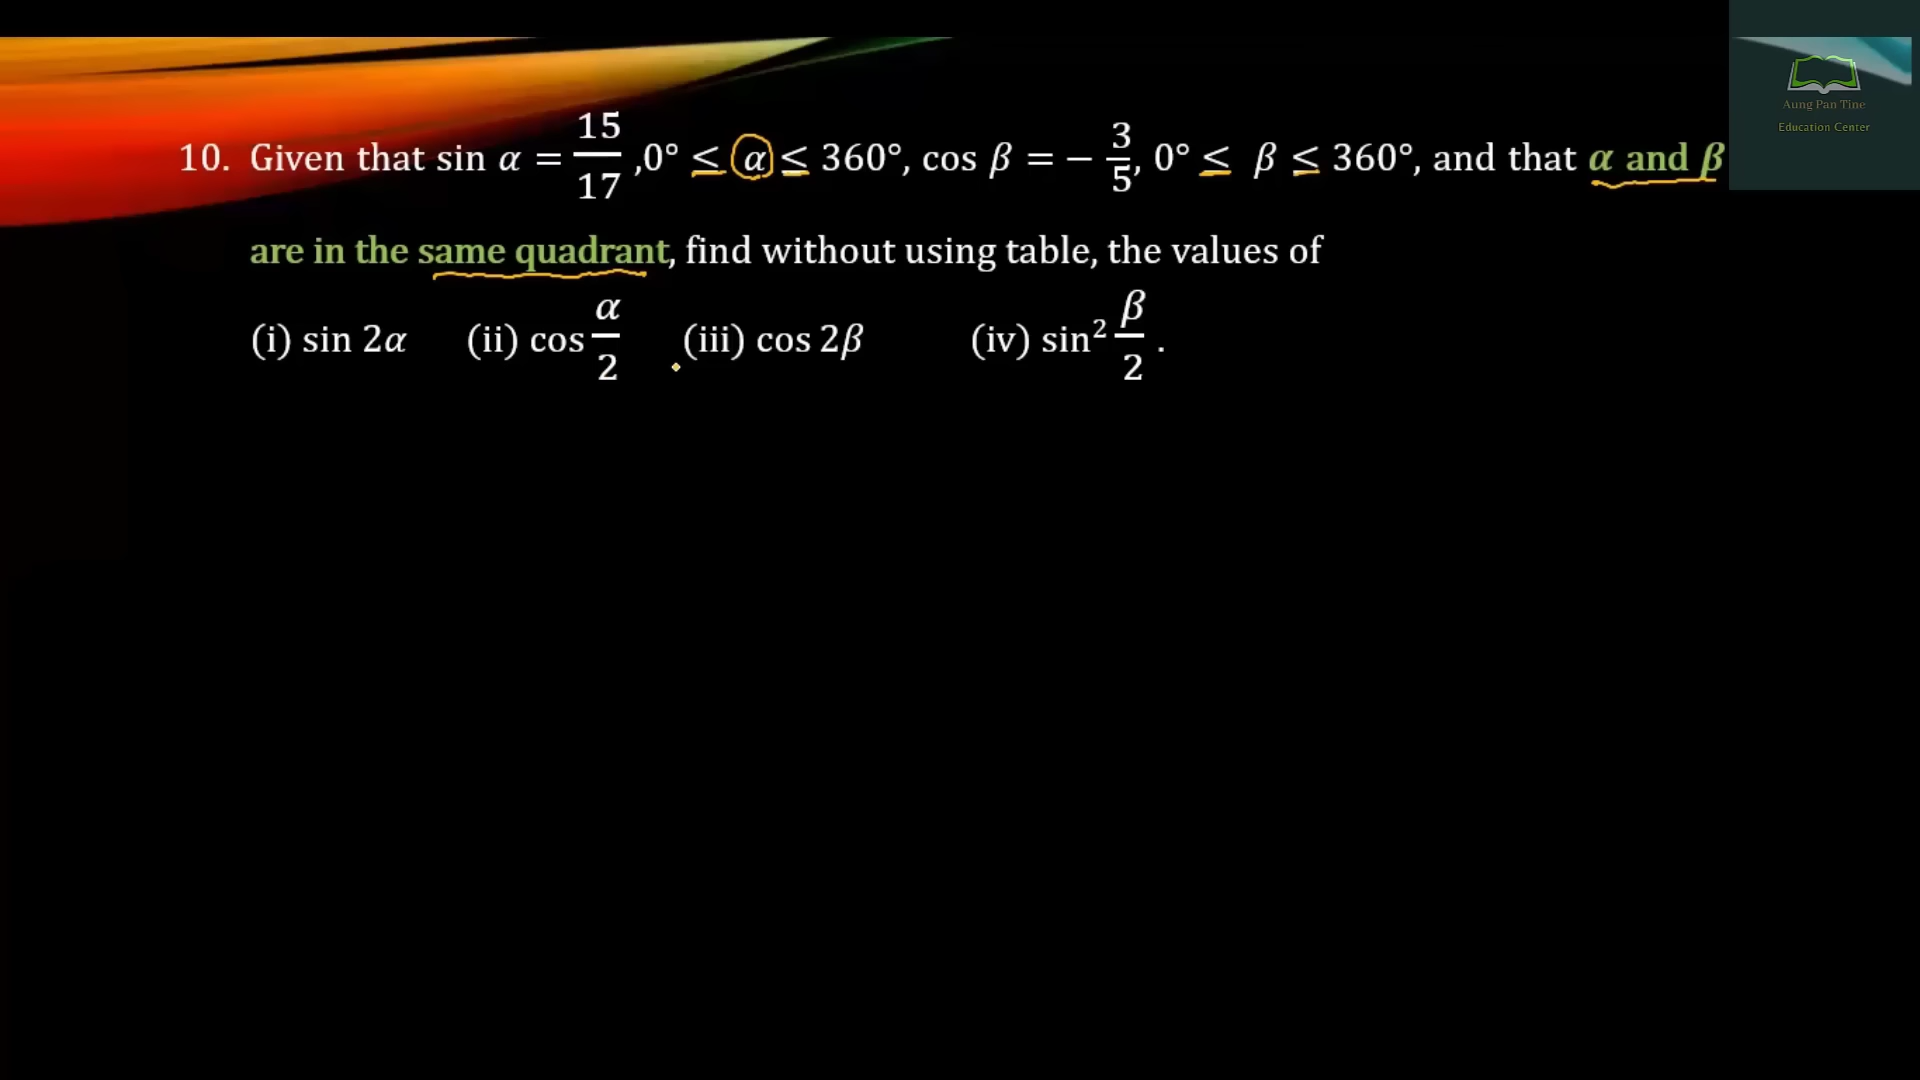 Aung Pan Tine
Education Center
10. Given that sin α = 15/17 ,0° ≤ α ≤ 360°, cos β = − 3/5, 0° ≤ β ≤ 360°, and that α and β
are in the same quadrant, find without using table, the values of
(i) sin 2α (ii) cos α/2 (iii) cos 2β (iv) sin² β/2 .